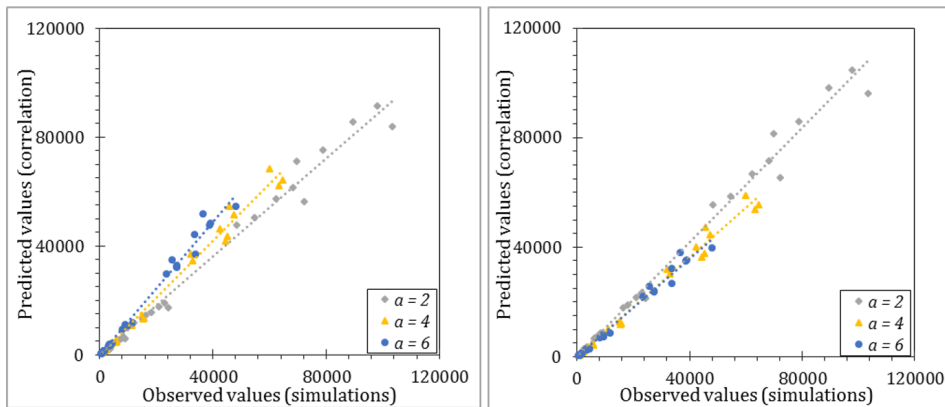 120000
80000
40000
0
Predicted values (correlation)
a = 2
a = 4
a = 6
0 40000 80000 120000
Observed values (simulations)
120000
80000
40000
0
Predicted values (correlation)
a = 2
a = 4
a = 6
0 40000 80000 120000
Observed values (simulations)